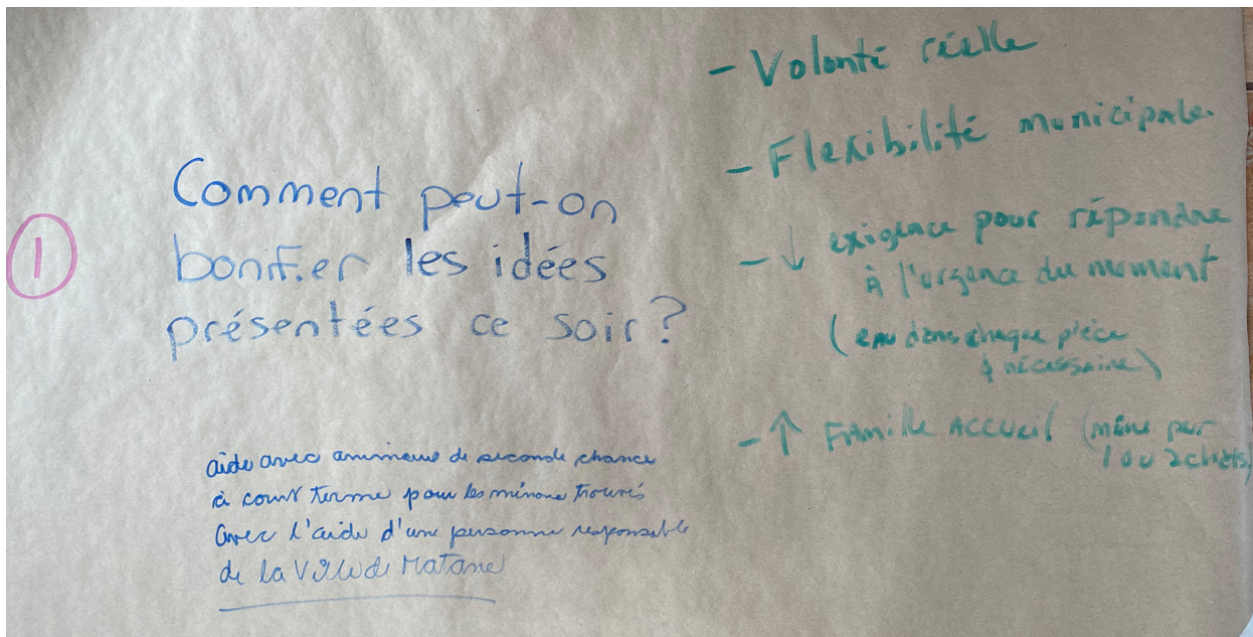 1
Comment peut-on
bonifier les idées
présentées ce soir?
aide avec animaux de seconde chance
à court terme pour les minous trouvés
avec l'aide d'une personne responsable
de la Ville de Matane
- Volonté réelle
- Flexibilité municipale.
- ↓ exigence pour répondre
à l'urgence du moment
(eau dans chaque pièce
nécessaire)
- ↑ Famille Accueil (même pour
1 ou 2 chats)